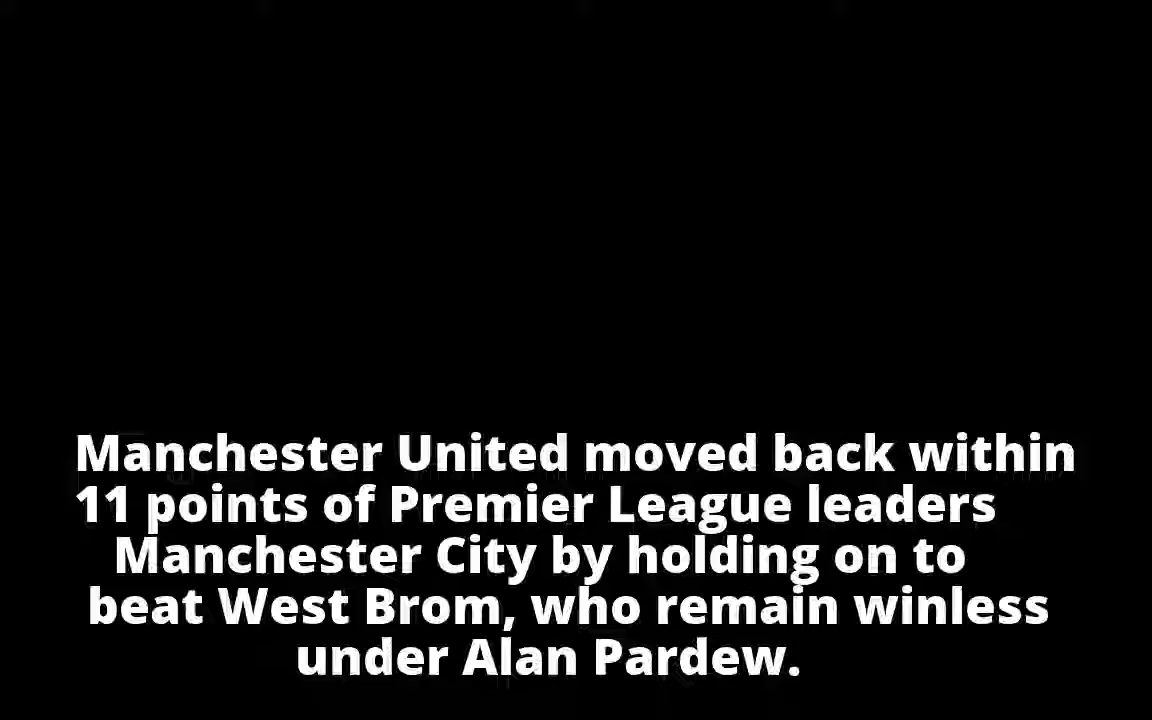 Manchester United moved back within
11 points of Premier League leaders
Manchester City by holding on to
beat West Brom, who remain winless
under Alan Pardew.